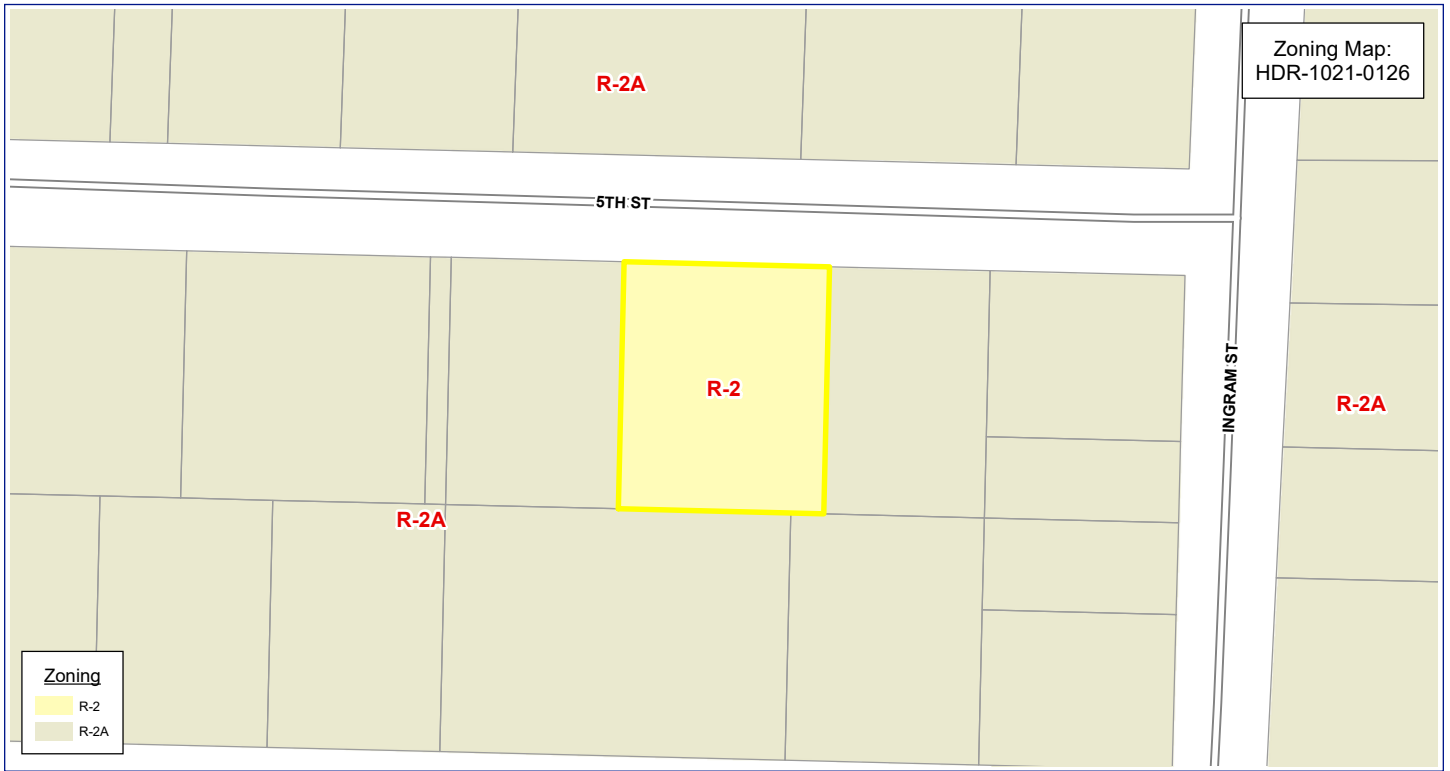 Zoning Map:
HDR-1021-0126
R-2A
5TH ST
R-2
INGRAM ST
R-2A
R-2A
Zoning
R-2
R-2A